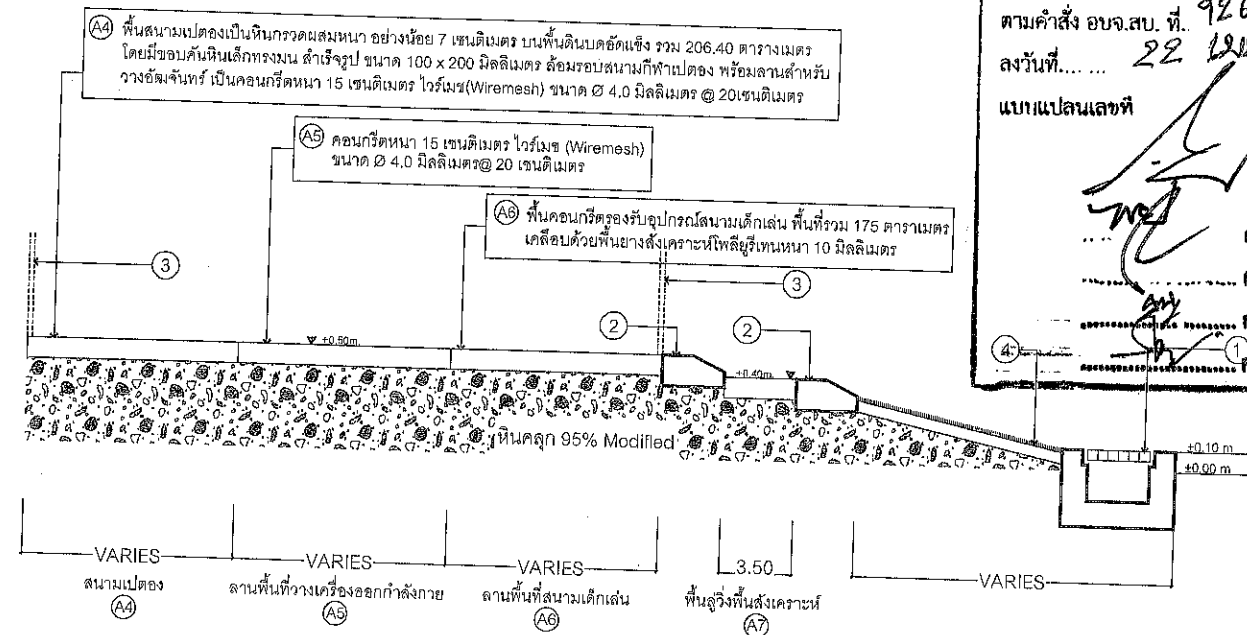 ตามคำสั่ง อบจ.สบ. ที่..
ลงวันที่.... ... 22
แบบแปลนเลขที่
A4 พื้นสนามเปตองเป็นหินกรวดผสมหนา อย่างน้อย 7 เซนติเมตร บนพื้นดินบดอัดแข็ง รวม 206.40 ตารางเมตร
โดยมีขอบคันหินเล็กทรงมน สำเร็จรูป ขนาด 100 x 200 มิลลิเมตร ล้อมรอบสนามกีฬาเปตอง พร้อมลานสำหรับ
วางอัฒจันทร์ เป็นคอนกรีตหนา 15 เซนติเมตร ไวร์เมช(Wiremesh) ขนาด Ø 4.0 มิลลิเมตร @ 20เซนติเมตร
A5 คอนกรีตหนา 15 เซนติเมตร ไวร์เมช (Wiremesh)
ขนาด Ø 4.0 มิลลิเมตร@ 20 เซนติเมตร
A6 พื้นคอนกรีตรองรับอุปกรณ์สนามเด็กเล่น พื้นที่รวม 175 ตาราเมตร
เคลือบด้วยพื้นยางสังเคราะห์โพลียูรีเทนหนา 10 มิลลิเมตร
3
3
2
2
4
1
+0.50m.
+0.40m.
+0.10 m
±0.00 m
หินคลุก 95% Modified
VARIES
VARIES
VARIES
3.50
VARIES
สนามเปตอง
A4
ลานพื้นที่วางเครื่องออกกำลังกาย
A5
ลานพื้นที่สนามเด็กเล่น
A6
พื้นลู่วิ่งพื้นสังเคราะห์
A7